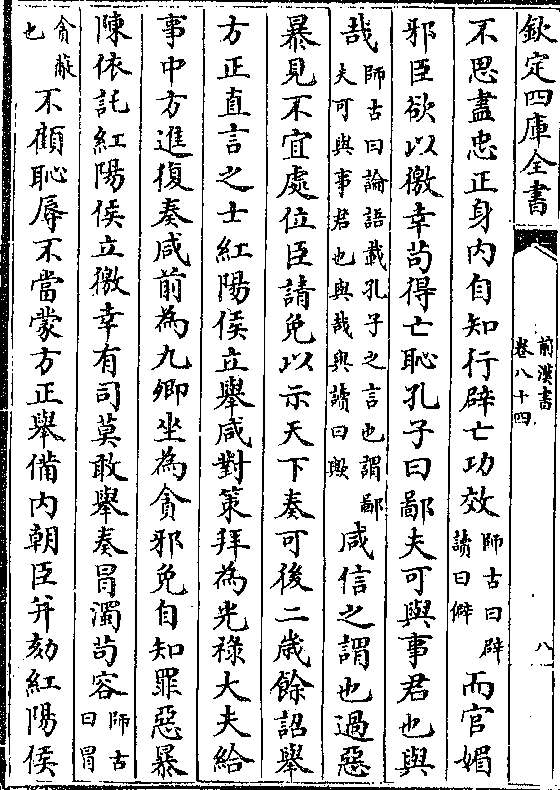 欽定四庫全書
前漢書
卷八十四
八
不思盡忠正身内自知行辟亡功效師古曰辟讀曰僻而官媚
邪臣欲以徼幸苟得亡恥孔子曰鄙夫可與事君也與
哉師古曰論語載孔子之言也謂鄙夫可與事君也與哉與讀曰歟咸信之謂也過惡
暴見不宜處位臣請免以示天下奏可後二歲餘詔舉
方正直言之士紅陽侯立舉咸對策拜為光祿大夫給
事中方進復奏咸前為九卿坐為貪邪免自知罪惡暴
陳依託紅陽侯立徼幸有司莫敢舉奏冒濁苟容師古曰冒
貪蔽也不顧恥辱不當蒙方正舉備内朝臣并劾紅陽侯